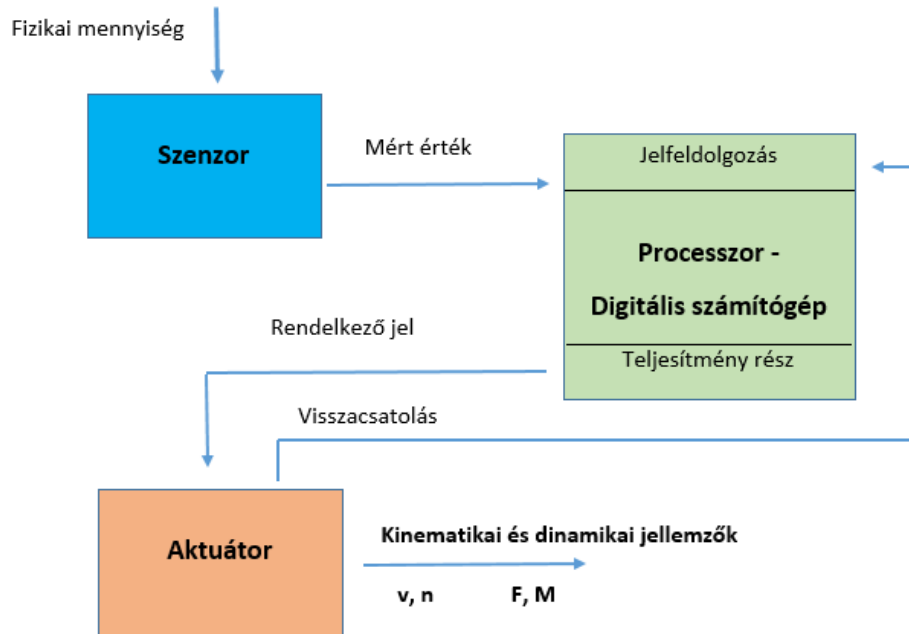 Fizikai mennyiség
Szenzor
Mért érték
Jelfeldolgozás
Processzor -
Digitális számítógép
Teljesítmény rész
Rendelkező jel
Visszacsatolás
Aktuátor
Kinematikai és dinamikai jellemzők
v, n F, M